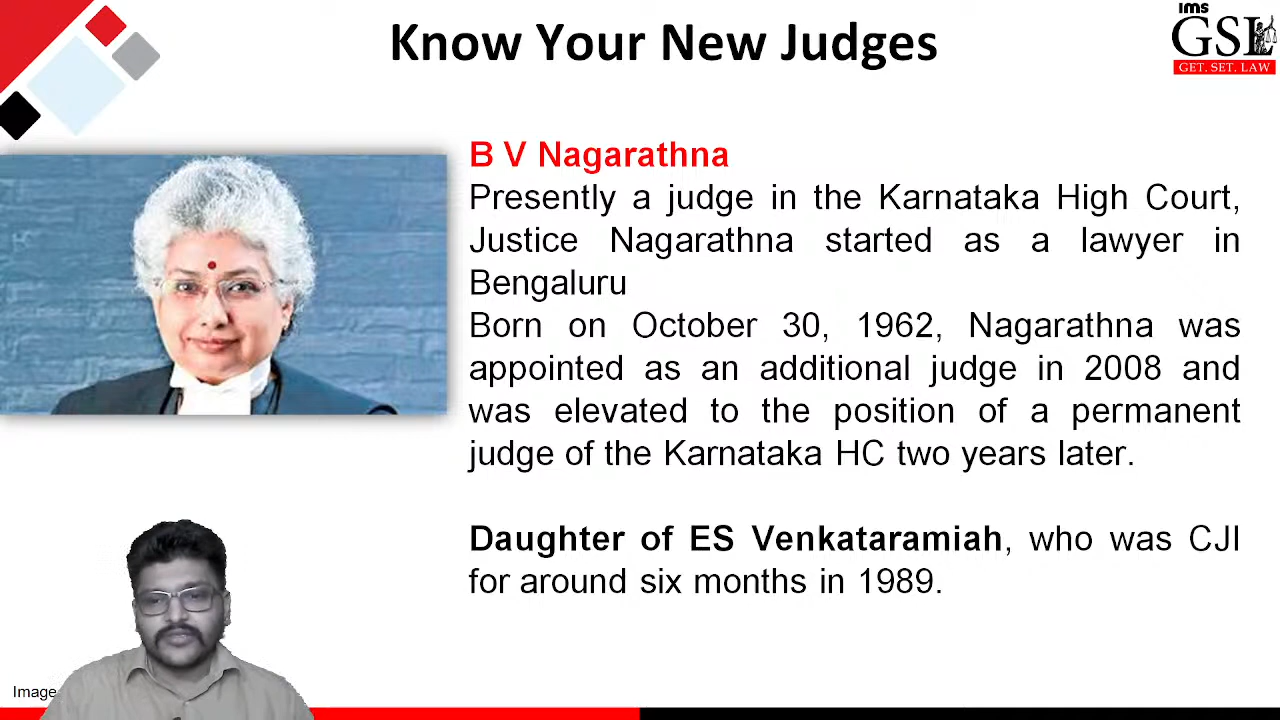 Know Your New Judges
ims
GSL
GET. SET. LAW
B V Nagarathna
Presently a judge in the Karnataka High Court,
Justice Nagarathna started as a lawyer in
Bengaluru
Born on October 30, 1962, Nagarathna was
appointed as an additional judge in 2008 and
was elevated to the position of a permanent
judge of the Karnataka HC two years later.
Daughter of ES Venkataramiah, who was CJI
for around six months in 1989.
Image